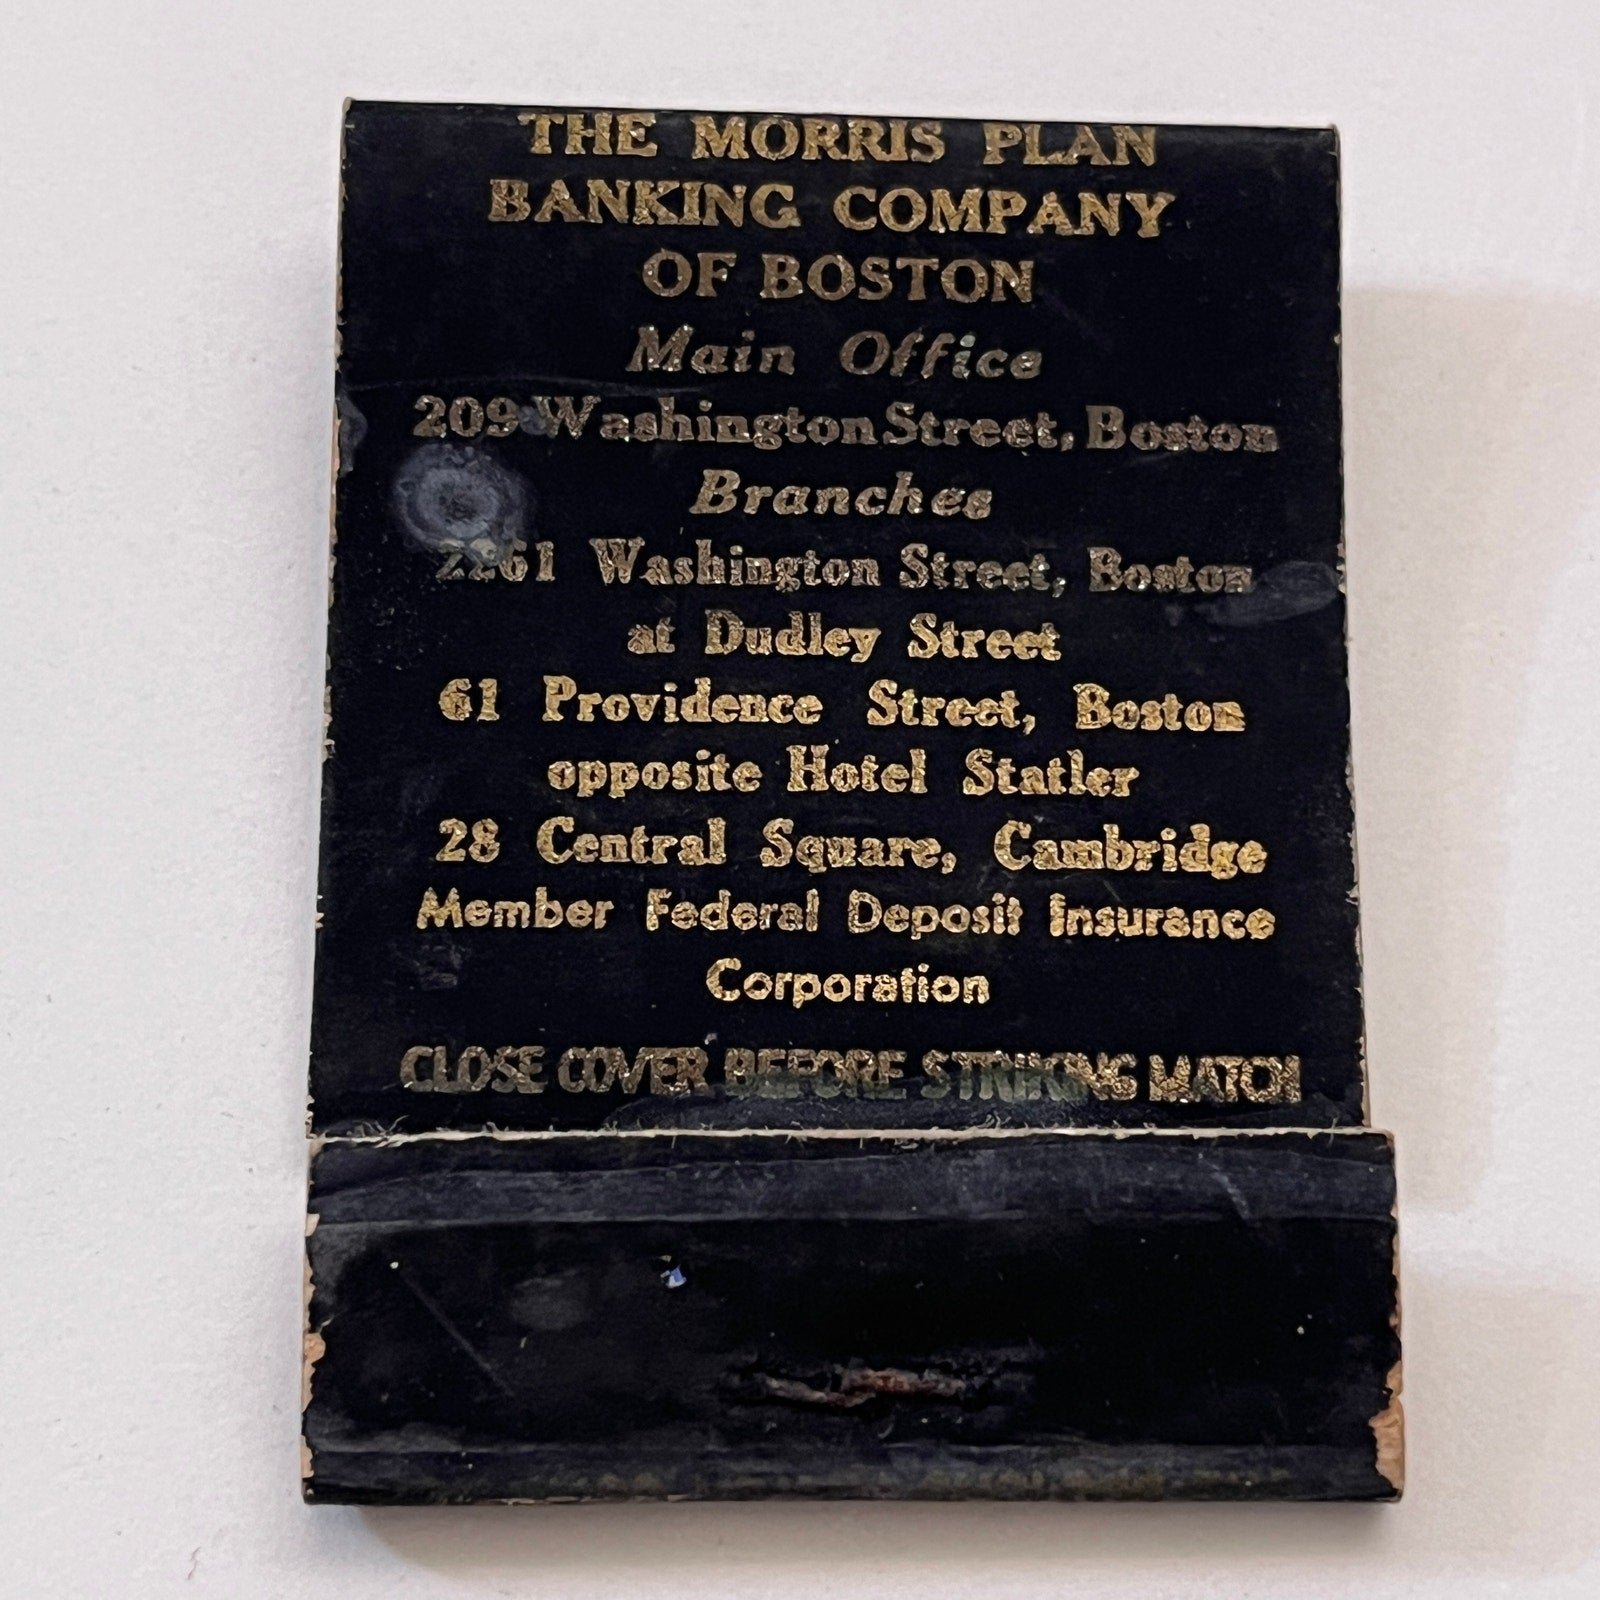 THE MORRIS PLAN
BANKING COMPANY
OF BOSTON
Main Office
209 Washington Street, Boston
Branches
2261 Washington Street, Boston
at Dudley Street
61 Providence Street, Boston
opposite Hotel Statler
28 Central Square, Cambridge
Member Federal Deposit Insurance
Corporation
CLOSE COVER BEFORE STRIKING MATCH